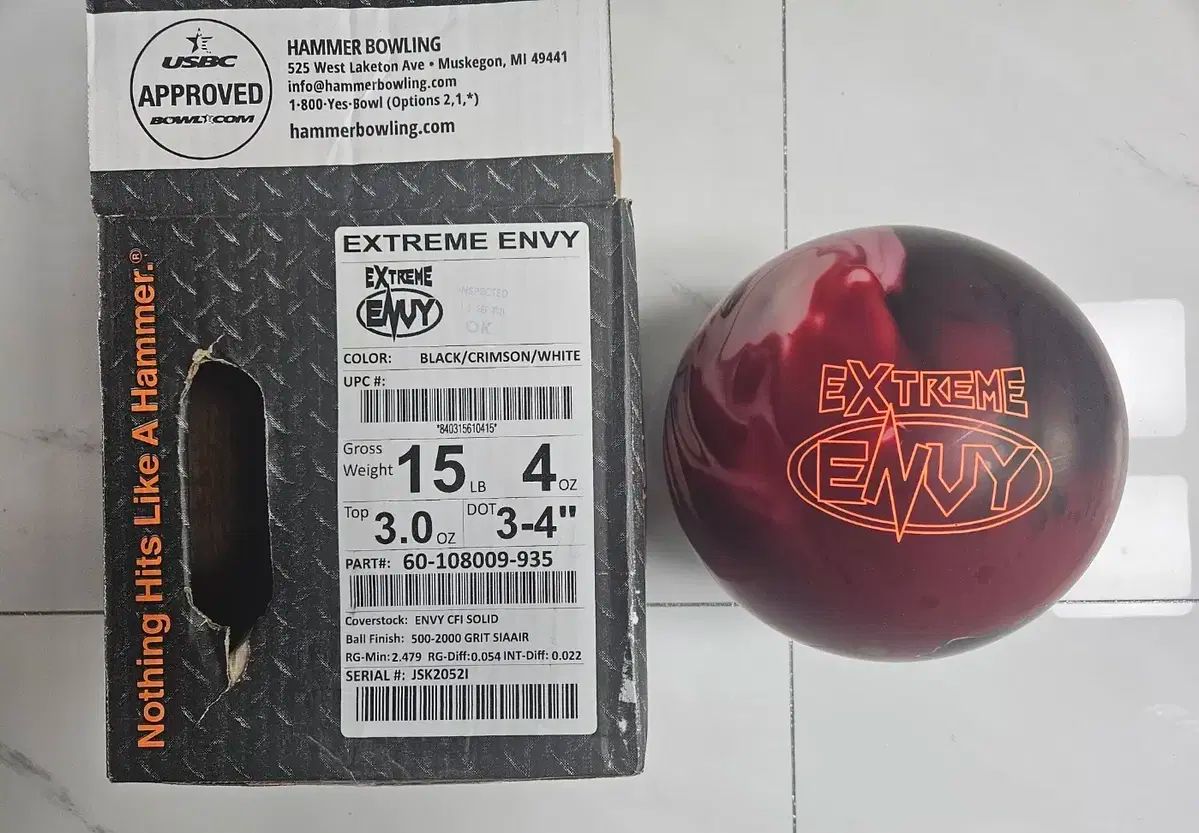 USBC
APPROVED
BOWL.COM
HAMMER BOWLING
525 West Laketon Ave • Muskegon, MI 49441
info@hammerbowling.com
1-800-Yes-Bowl (Options 2,1,*)
hammerbowling.com
Nothing Hits Like A Hammer.®
EXTREME ENVY
EXTREME
ENVY
INSPECTED
OK
COLOR: BLACK/CRIMSON/WHITE
UPC #:
*840315610415*
Gross Weight 15 LB 4 OZ
Top 3.0 OZ DOT 3-4"
PART#: 60-108009-935
Coverstock: ENVY CFI SOLID
Ball Finish: 500-2000 GRIT SIAAIR
RG-Min: 2.479 RG-Diff: 0.054 INT-Diff: 0.022
SERIAL #: JSK2052I
EXTREME
ENVY